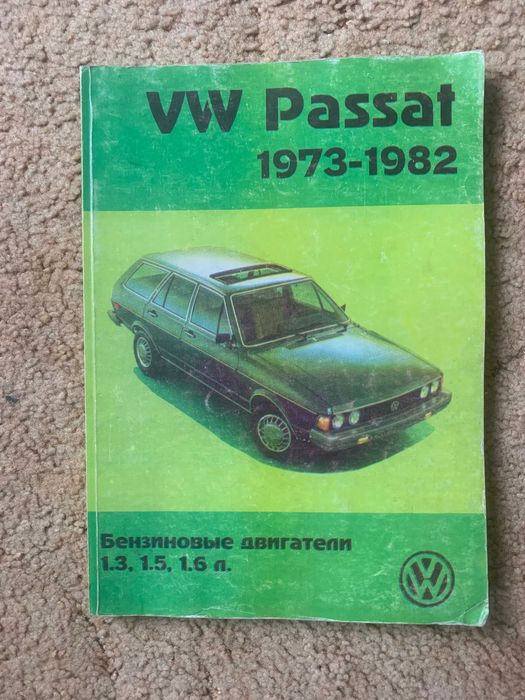 VW Passat
1973-1982
Бензиновые двигатели
1.3, 1.5, 1.6 л.